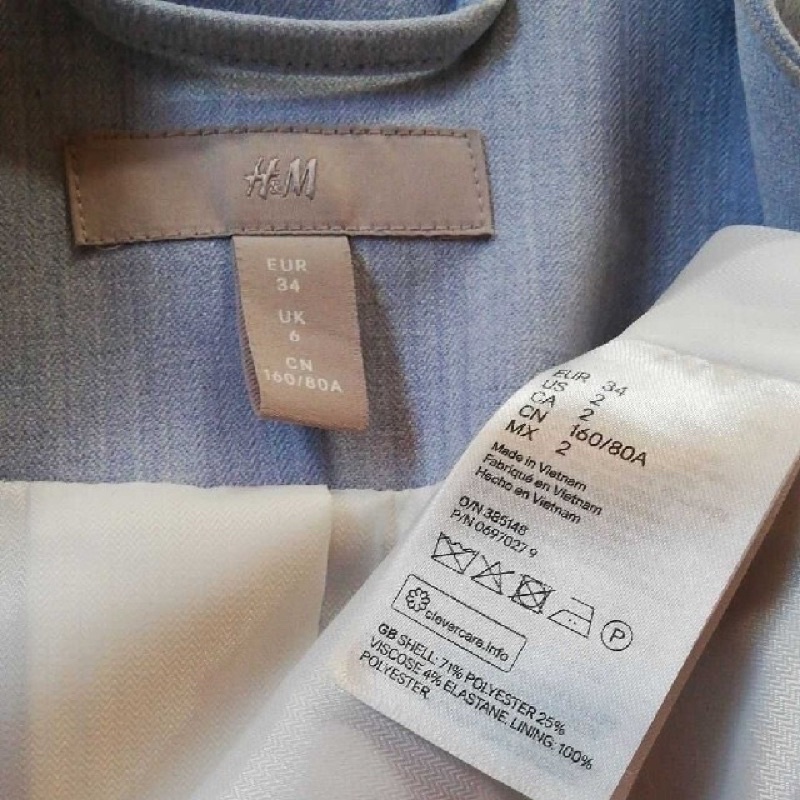 H&M
EUR
34
UK
6
CN
160/80A
EUR 34
US 2
CA 2
CN 160/80A
MX 2
Made in Vietnam
Fabriqué en Vietnam
Hecho en Vietnam
O/N 385148
P/N 0697027 9
P
clevercare.info
GB SHELL: 71% POLYESTER 25%
VISCOSE 4% ELASTANE. LINING: 100%
POLYESTER.